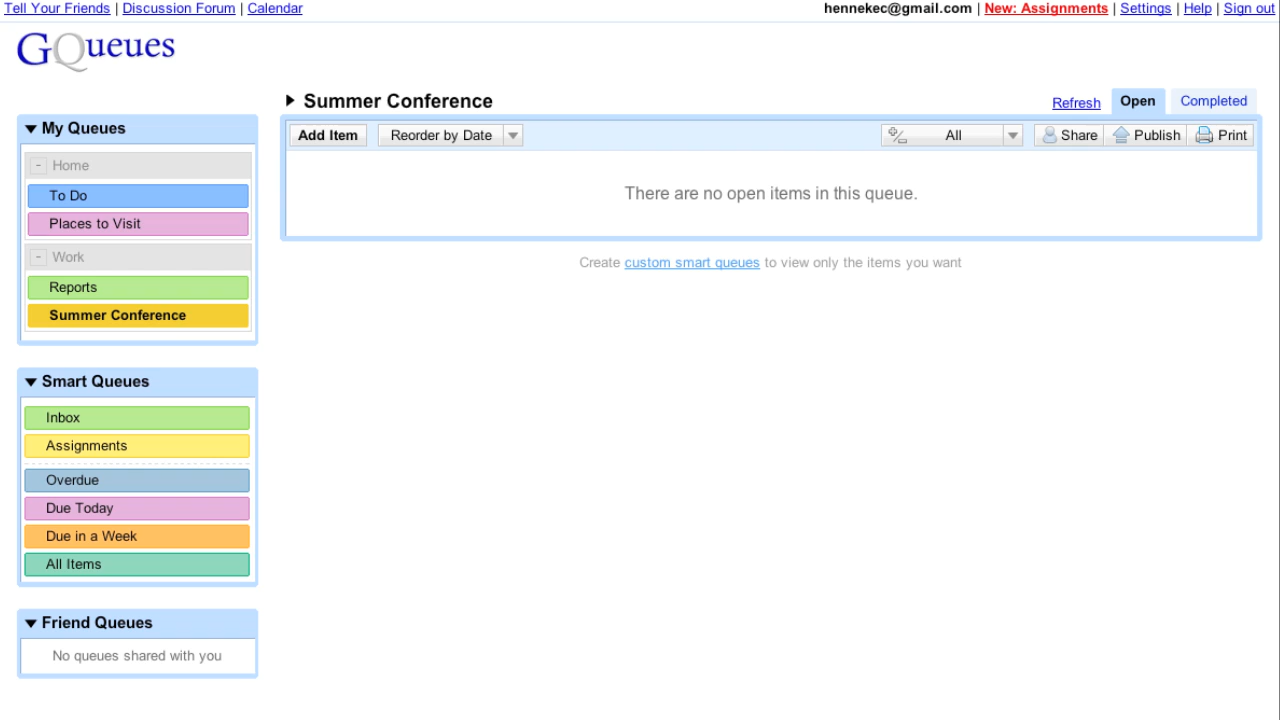 Tell Your Friends | Discussion Forum | Calendar
hennekec@gmail.com | New: Assignments | Settings | Help | Sign out
GQueues
Summer Conference
Refresh Open Completed
My Queues
Add Item Reorder by Date All Share Publish Print
- Home
To Do
There are no open items in this queue.
Places to Visit
- Work
Create custom smart queues to view only the items you want
Reports
Summer Conference
Smart Queues
Inbox
Assignments
Overdue
Due Today
Due in a Week
All Items
Friend Queues
No queues shared with you